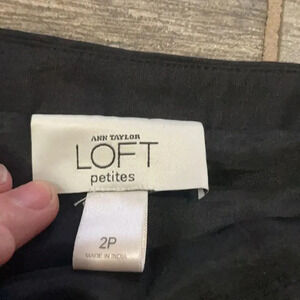 ANN TAYLOR
LOFT
petites
2P
MADE IN INDIA